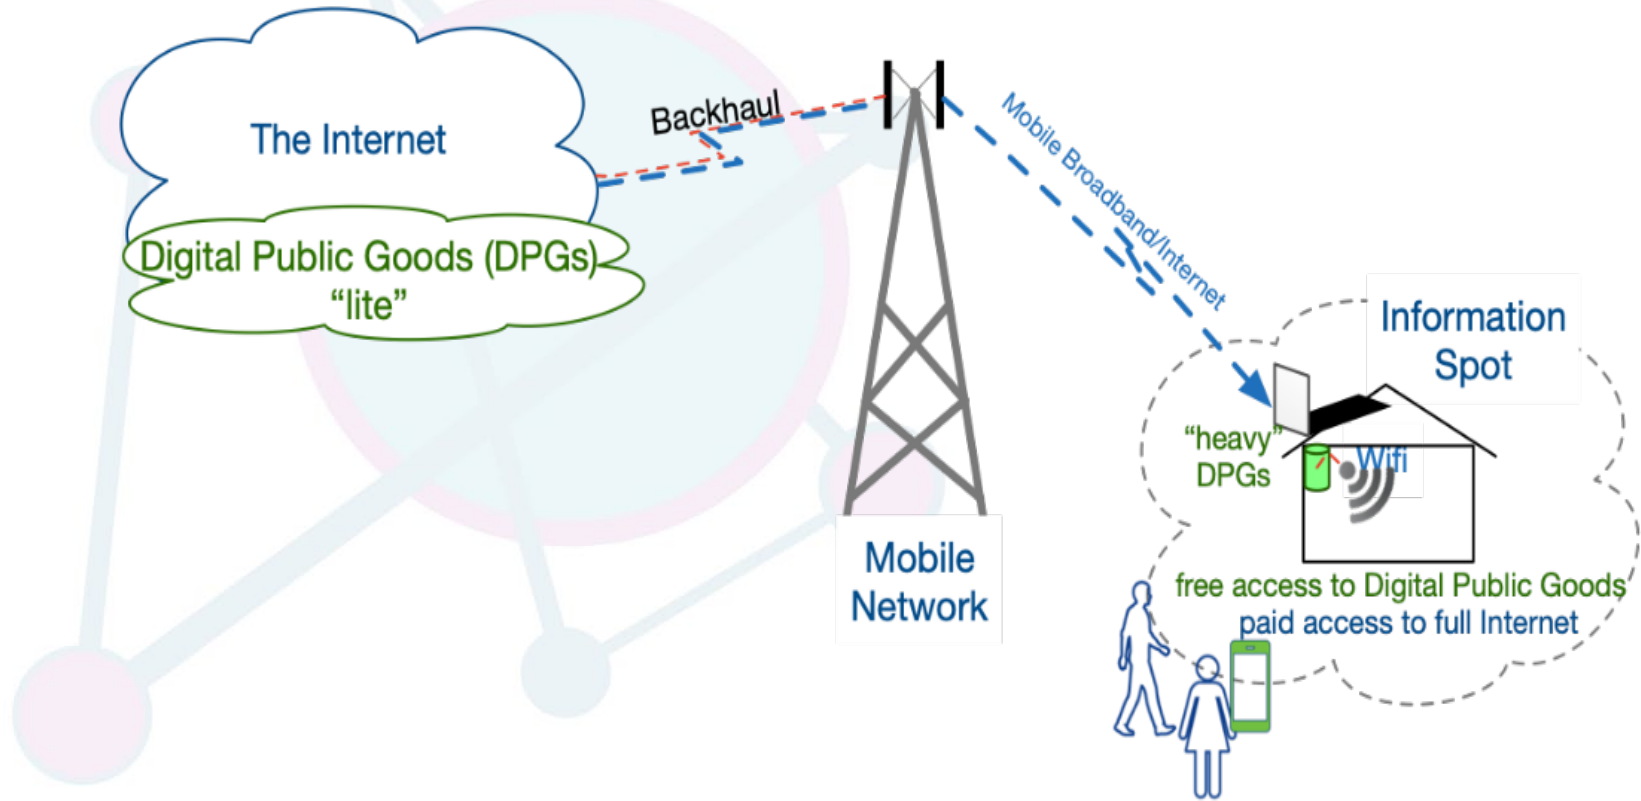 The Internet
Digital Public Goods (DPGs)
“lite”
Backhaul
Mobile Broadband/Internet
Mobile
Network
Information
Spot
“heavy”
DPGs
Wifi
free access to Digital Public Goods
paid access to full Internet